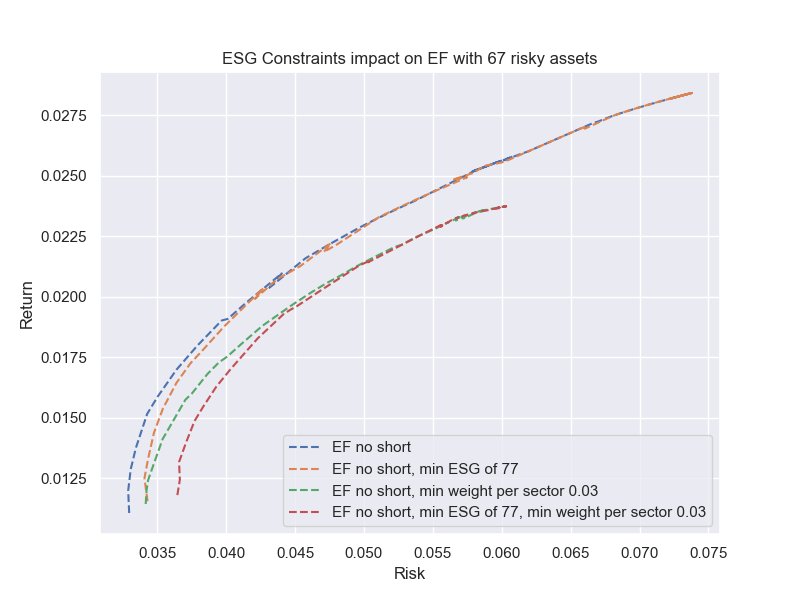 ESG Constraints impact on EF with 67 risky assets
0.0275
0.0250
0.0225
0.0200
0.0175
0.0150
0.0125
Return
EF no short
EF no short, min ESG of 77
EF no short, min weight per sector 0.03
EF no short, min ESG of 77, min weight per sector 0.03
0.035 0.040 0.045 0.050 0.055 0.060 0.065 0.070 0.075
Risk